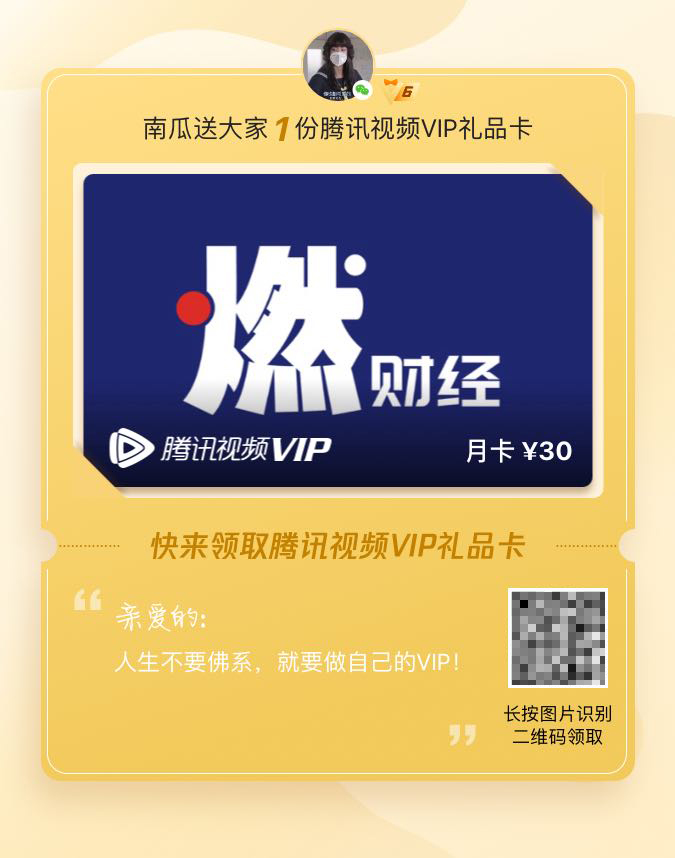 6
南瓜送大家1份腾讯视频VIP礼品卡
燃财经
腾讯视频VIP
月卡 ¥30
快来领取腾讯视频VIP礼品卡
“
亲爱的:
人生不要佛系，就要做自己的VIP！
”
长按图片识别
二维码领取